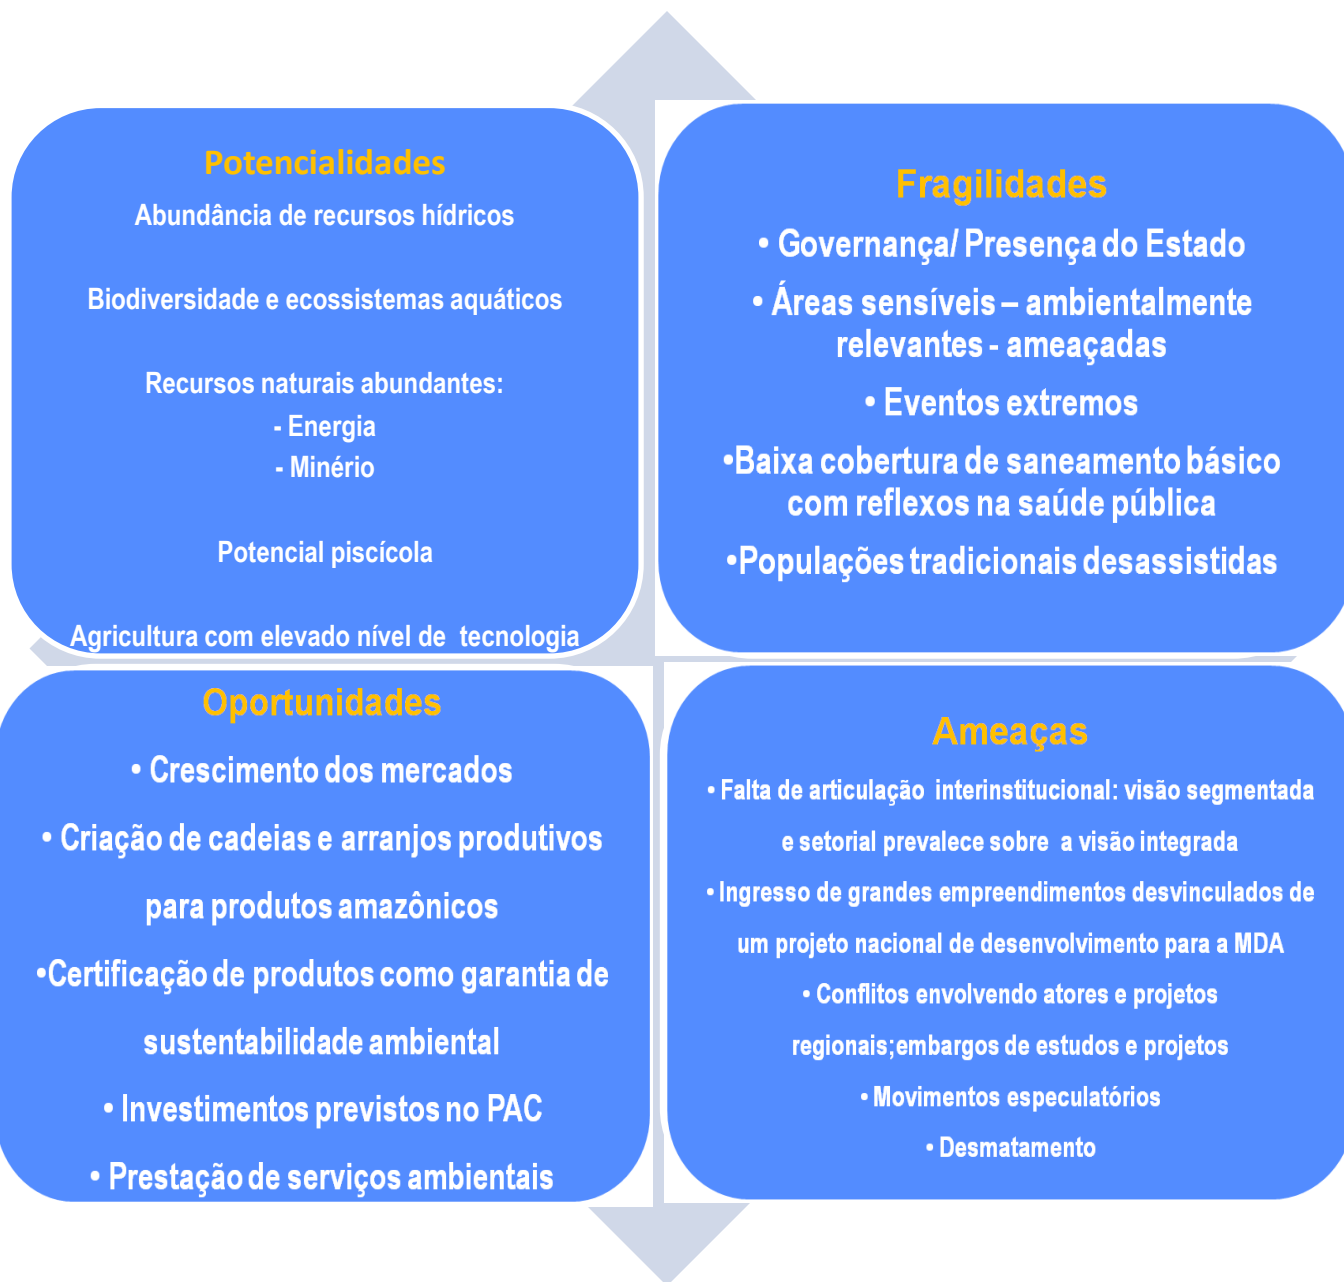 Potencialidades
Abundância de recursos hídricos
Biodiversidade e ecossistemas aquáticos
Recursos naturais abundantes:
- Energia
- Minério
Potencial piscícola
Agricultura com elevado nível de  tecnologia
Fragilidades
• Governança/ Presença do Estado
• Áreas sensíveis – ambientalmente
relevantes - ameaçadas
• Eventos extremos
•Baixa cobertura de saneamento básico
com reflexos na saúde pública
•Populações tradicionais desassistidas
Oportunidades
• Crescimento dos mercados
• Criação de cadeias e arranjos produtivos
para produtos amazônicos
•Certificação de produtos como garantia de
sustentabilidade ambiental
• Investimentos previstos no PAC
• Prestação de serviços ambientais
Ameaças
• Falta de articulação  interinstitucional: visão segmentada
e setorial prevalece sobre  a visão integrada
• Ingresso de grandes empreendimentos desvinculados de
um projeto nacional de desenvolvimento para a MDA
• Conflitos envolvendo atores e projetos
regionais;embargos de estudos e projetos
• Movimentos especulatórios
• Desmatamento